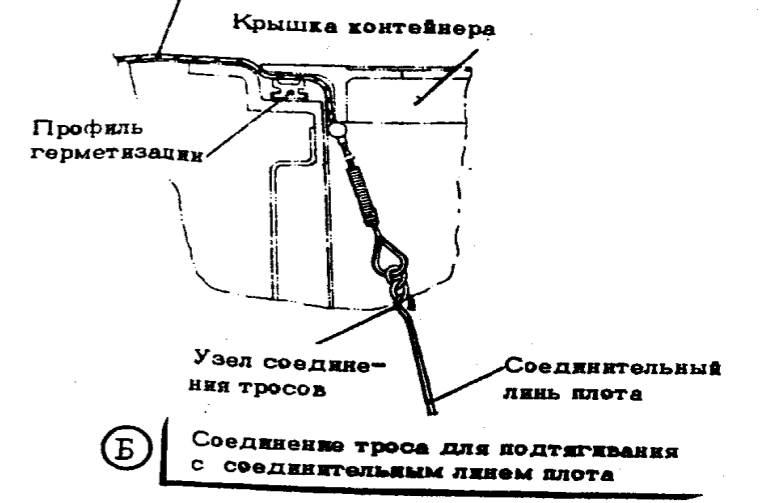 Крышка контейнера
Профиль
герметизации
Узел соедине-
ния тросов
Соединительный
линь плота
Б
Соединение троса для подтягивания
с соединительным линем плота